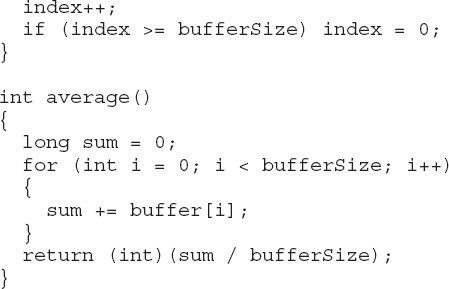 index++;
  if (index >= bufferSize) index = 0;
}

int average()
{
  long sum = 0;
  for (int i = 0; i < bufferSize; i++)
  {
    sum += buffer[i];
  }
  return (int)(sum / bufferSize);
}